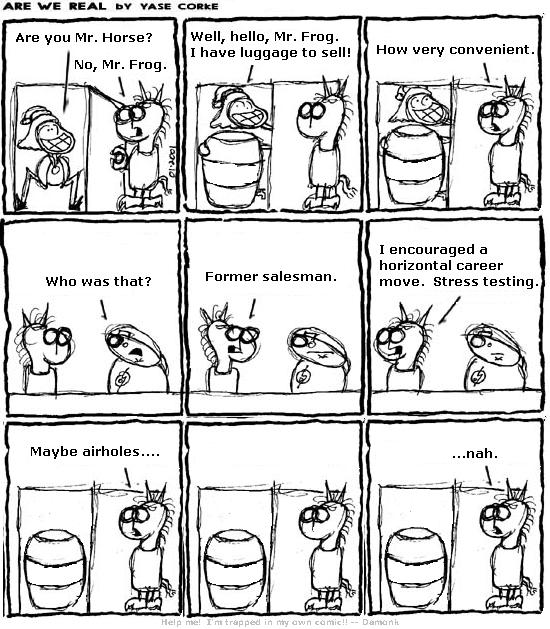 ARE WE REAL BY YASE CORKE
Are you Mr. Horse?
No, Mr. Frog.
Well, hello, Mr. Frog.
I have luggage to sell!
How very convenient.
Who was that?
Former salesman.
I encouraged a
horizontal career
move.  Stress testing.
Maybe airholes....
...nah.
Help me!  I'm trapped in my own comic!! -- Damonk